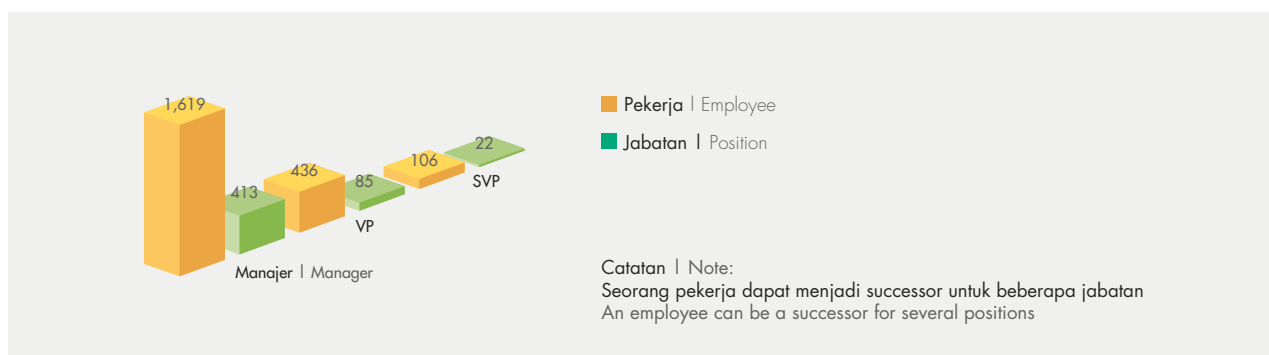 1,619
413
436
85
106
22
SVP
VP
Manajer | Manager
Pekerja | Employee
Jabatan | Position
Catatan | Note:
Seorang pekerja dapat menjadi successor untuk beberapa jabatan
An employee can be a successor for several positions